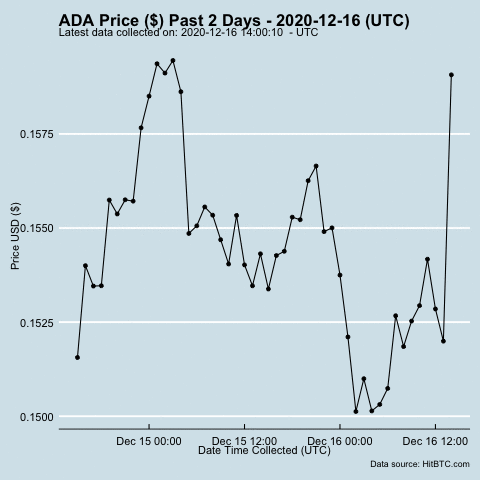 ADA Price ($) Past 2 Days - 2020-12-16 (UTC)
Latest data collected on: 2020-12-16 14:00:10 - UTC
0.1575
0.1550
0.1525
0.1500
Price USD ($)
Dec 15 00:00 Dec 15 12:00 Dec 16 00:00 Dec 16 12:00
Date Time Collected (UTC)
Data source: HitBTC.com